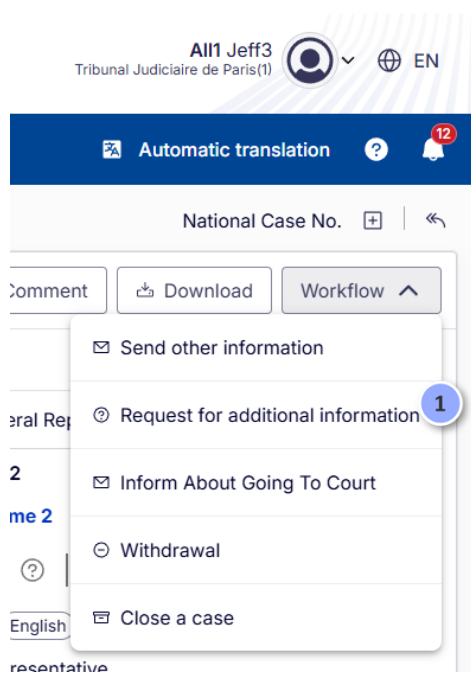 All1 Jeff3
Tribunal Judiciaire de Paris(1)
EN
Automatic translation
?
12
National Case No.
Comment
Download
Workflow
Send other information
Request for additional information
1
eral Rep
Inform About Going To Court
2
me 2
Withdrawal
?
Close a case
English
resentative